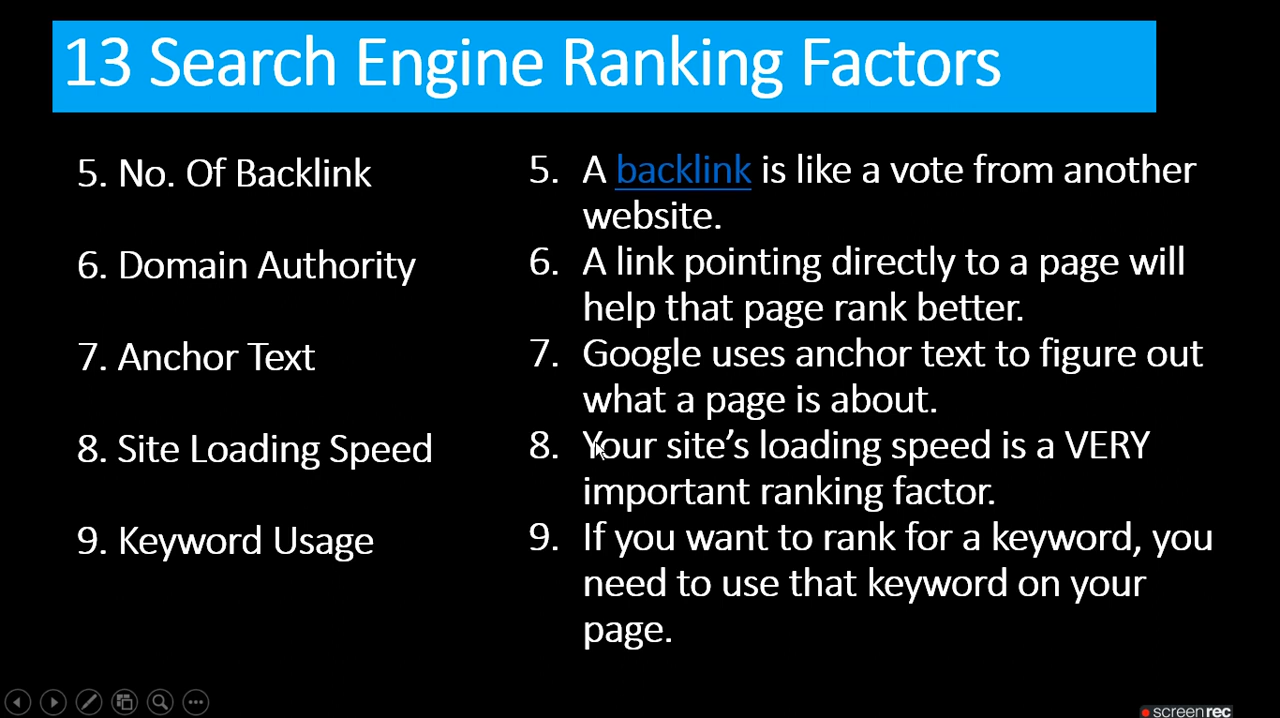 13 Search Engine Ranking Factors
5. No. Of Backlink
6. Domain Authority
7. Anchor Text
8. Site Loading Speed
9. Keyword Usage
5. A backlink is like a vote from another
website.
6. A link pointing directly to a page will
help that page rank better.
7. Google uses anchor text to figure out
what a page is about.
8. Your site’s loading speed is a VERY
important ranking factor.
9. If you want to rank for a keyword, you
need to use that keyword on your
page.
screenrec